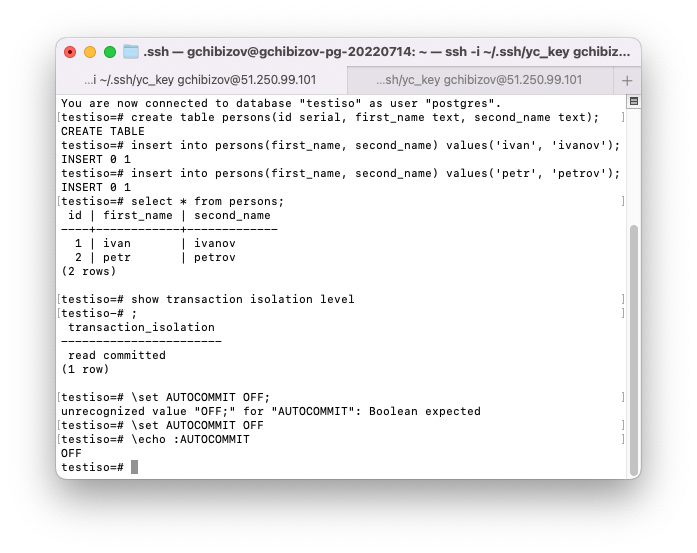 .ssh — gchibizov@gchibizov-pg-20220714: ~ — ssh -i ~/.ssh/yc_key gchibiz...
...i ~/.ssh/yc_key gchibizov@51.250.99.101
...sh/yc_key gchibizov@51.250.99.101
+
You are now connected to database "testiso" as user "postgres".
[testiso=# create table persons(id serial, first_name text, second_name text); ]
CREATE TABLE
testiso=# insert into persons(first_name, second_name) values('ivan', 'ivanov');
INSERT 0 1
testiso=# insert into persons(first_name, second_name) values('petr', 'petrov');
INSERT 0 1
[testiso=# select * from persons; ]
 id | first_name | second_name
----+------------+-------------
  1 | ivan       | ivanov
  2 | petr       | petrov
(2 rows)

[testiso=# show transaction isolation level ]
[testiso-# ; ]
 transaction_isolation
-----------------------
 read committed
(1 row)

[testiso=# \set AUTOCOMMIT OFF; ]
unrecognized value "OFF;" for "AUTOCOMMIT": Boolean expected
[testiso=# \set AUTOCOMMIT OFF ]
[testiso=# \echo :AUTOCOMMIT ]
OFF
testiso=#